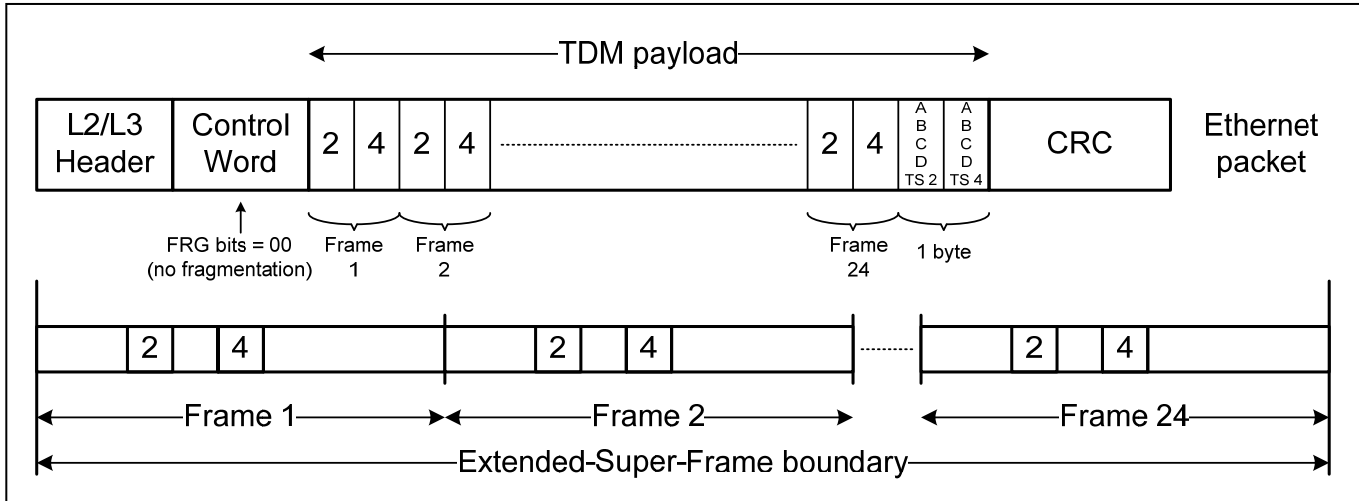 TDM payload
L2/L3 Header
Control Word
2 4 2 4
2 4
A B C D TS 2
A B C D TS 4
CRC
Ethernet packet
FRG bits = 00
(no fragmentation)
Frame 1
Frame 2
Frame 24
1 byte
2 4
2 4
2 4
Frame 1
Frame 2
Frame 24
Extended-Super-Frame boundary